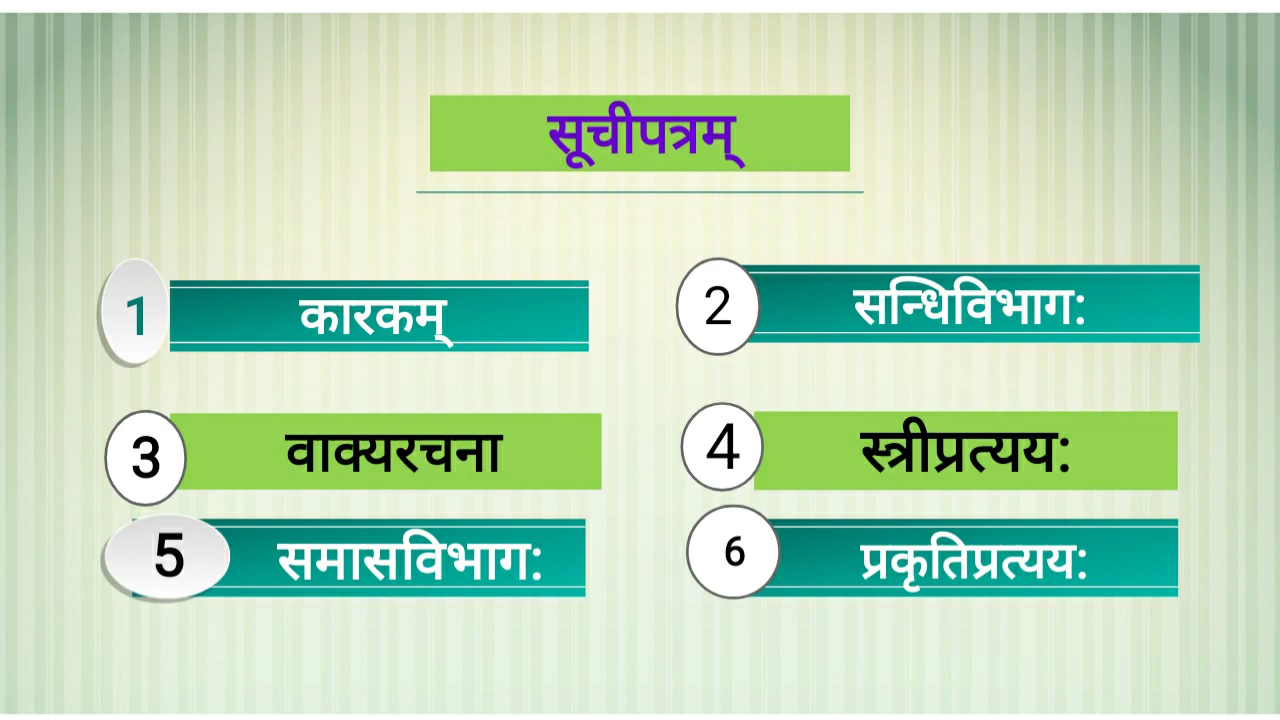 सूचीपत्रम्
1 कारकम्
2 सन्धिविभाग:
3 वाक्यरचना
4 स्त्रीप्रत्यय:
5 समासविभाग:
6 प्रकृतिप्रत्यय: